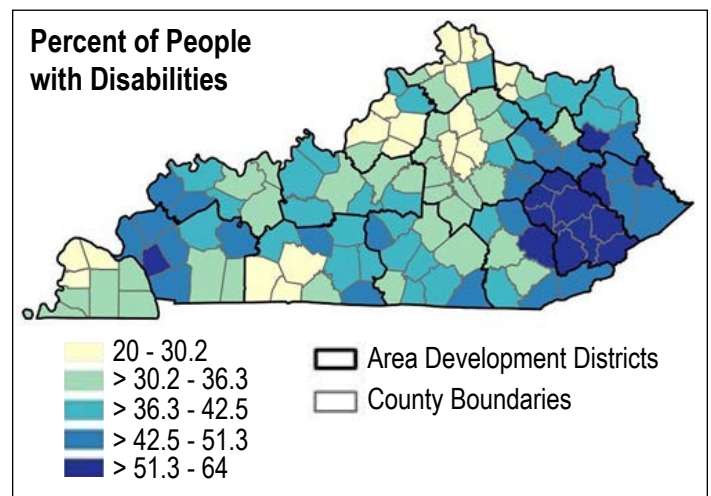 Percent of People
with Disabilities
20 - 30.2
> 30.2 - 36.3
> 36.3 - 42.5
> 42.5 - 51.3
> 51.3 - 64
Area Development Districts
County Boundaries